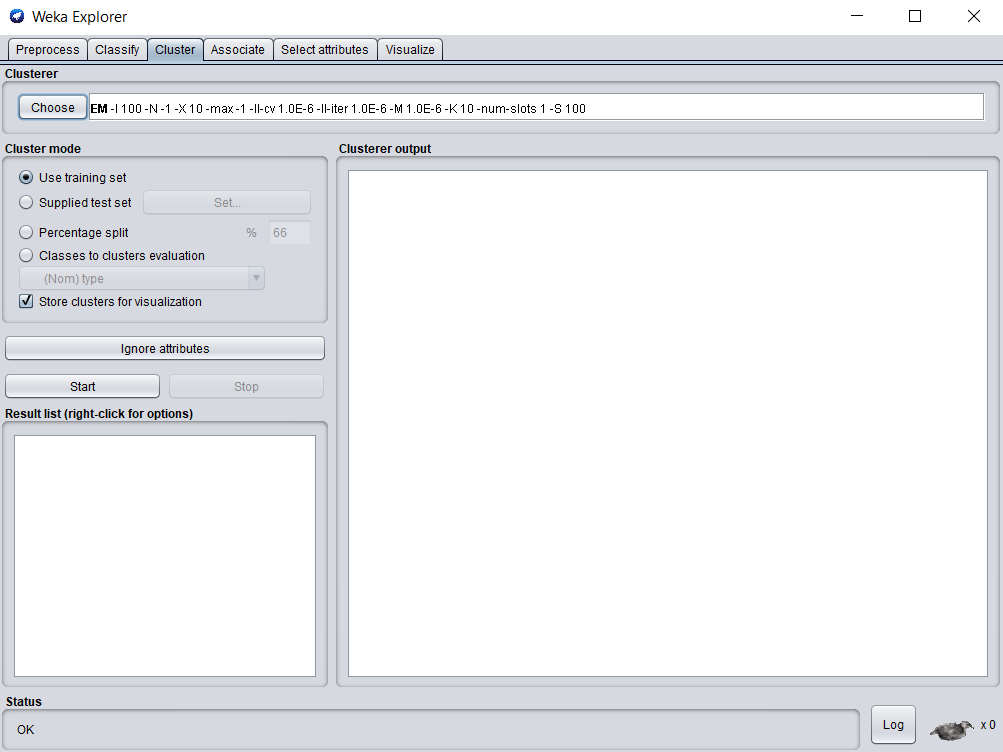 Weka Explorer
Preprocess Classify Cluster Associate Select attributes Visualize
Clusterer
Choose EM -I 100 -N -1 -X 10 -max -1 -ll-cv 1.0E-6 -ll-iter 1.0E-6 -M 1.0E-6 -K 10 -num-slots 1 -S 100
Cluster mode
Use training set
Supplied test set Set...
Percentage split % 66
Classes to clusters evaluation
(Nom) type
Store clusters for visualization
Ignore attributes
Start Stop
Result list (right-click for options)
Clusterer output
Status
OK
Log x 0